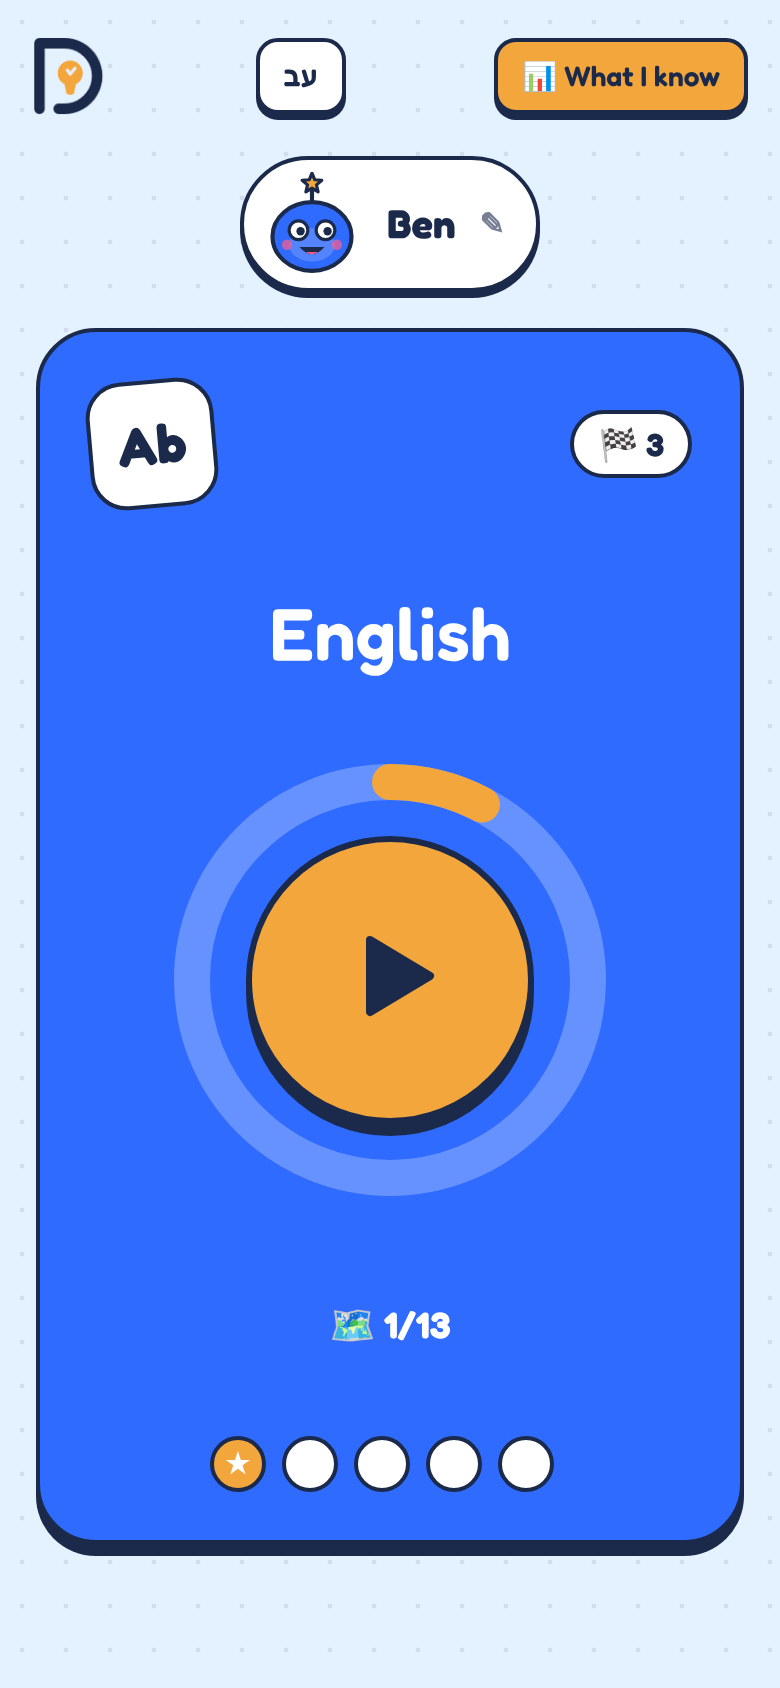 עב
📊 What I know
Ben ✎
Ab
🏁 3
English
🗺️ 1/13